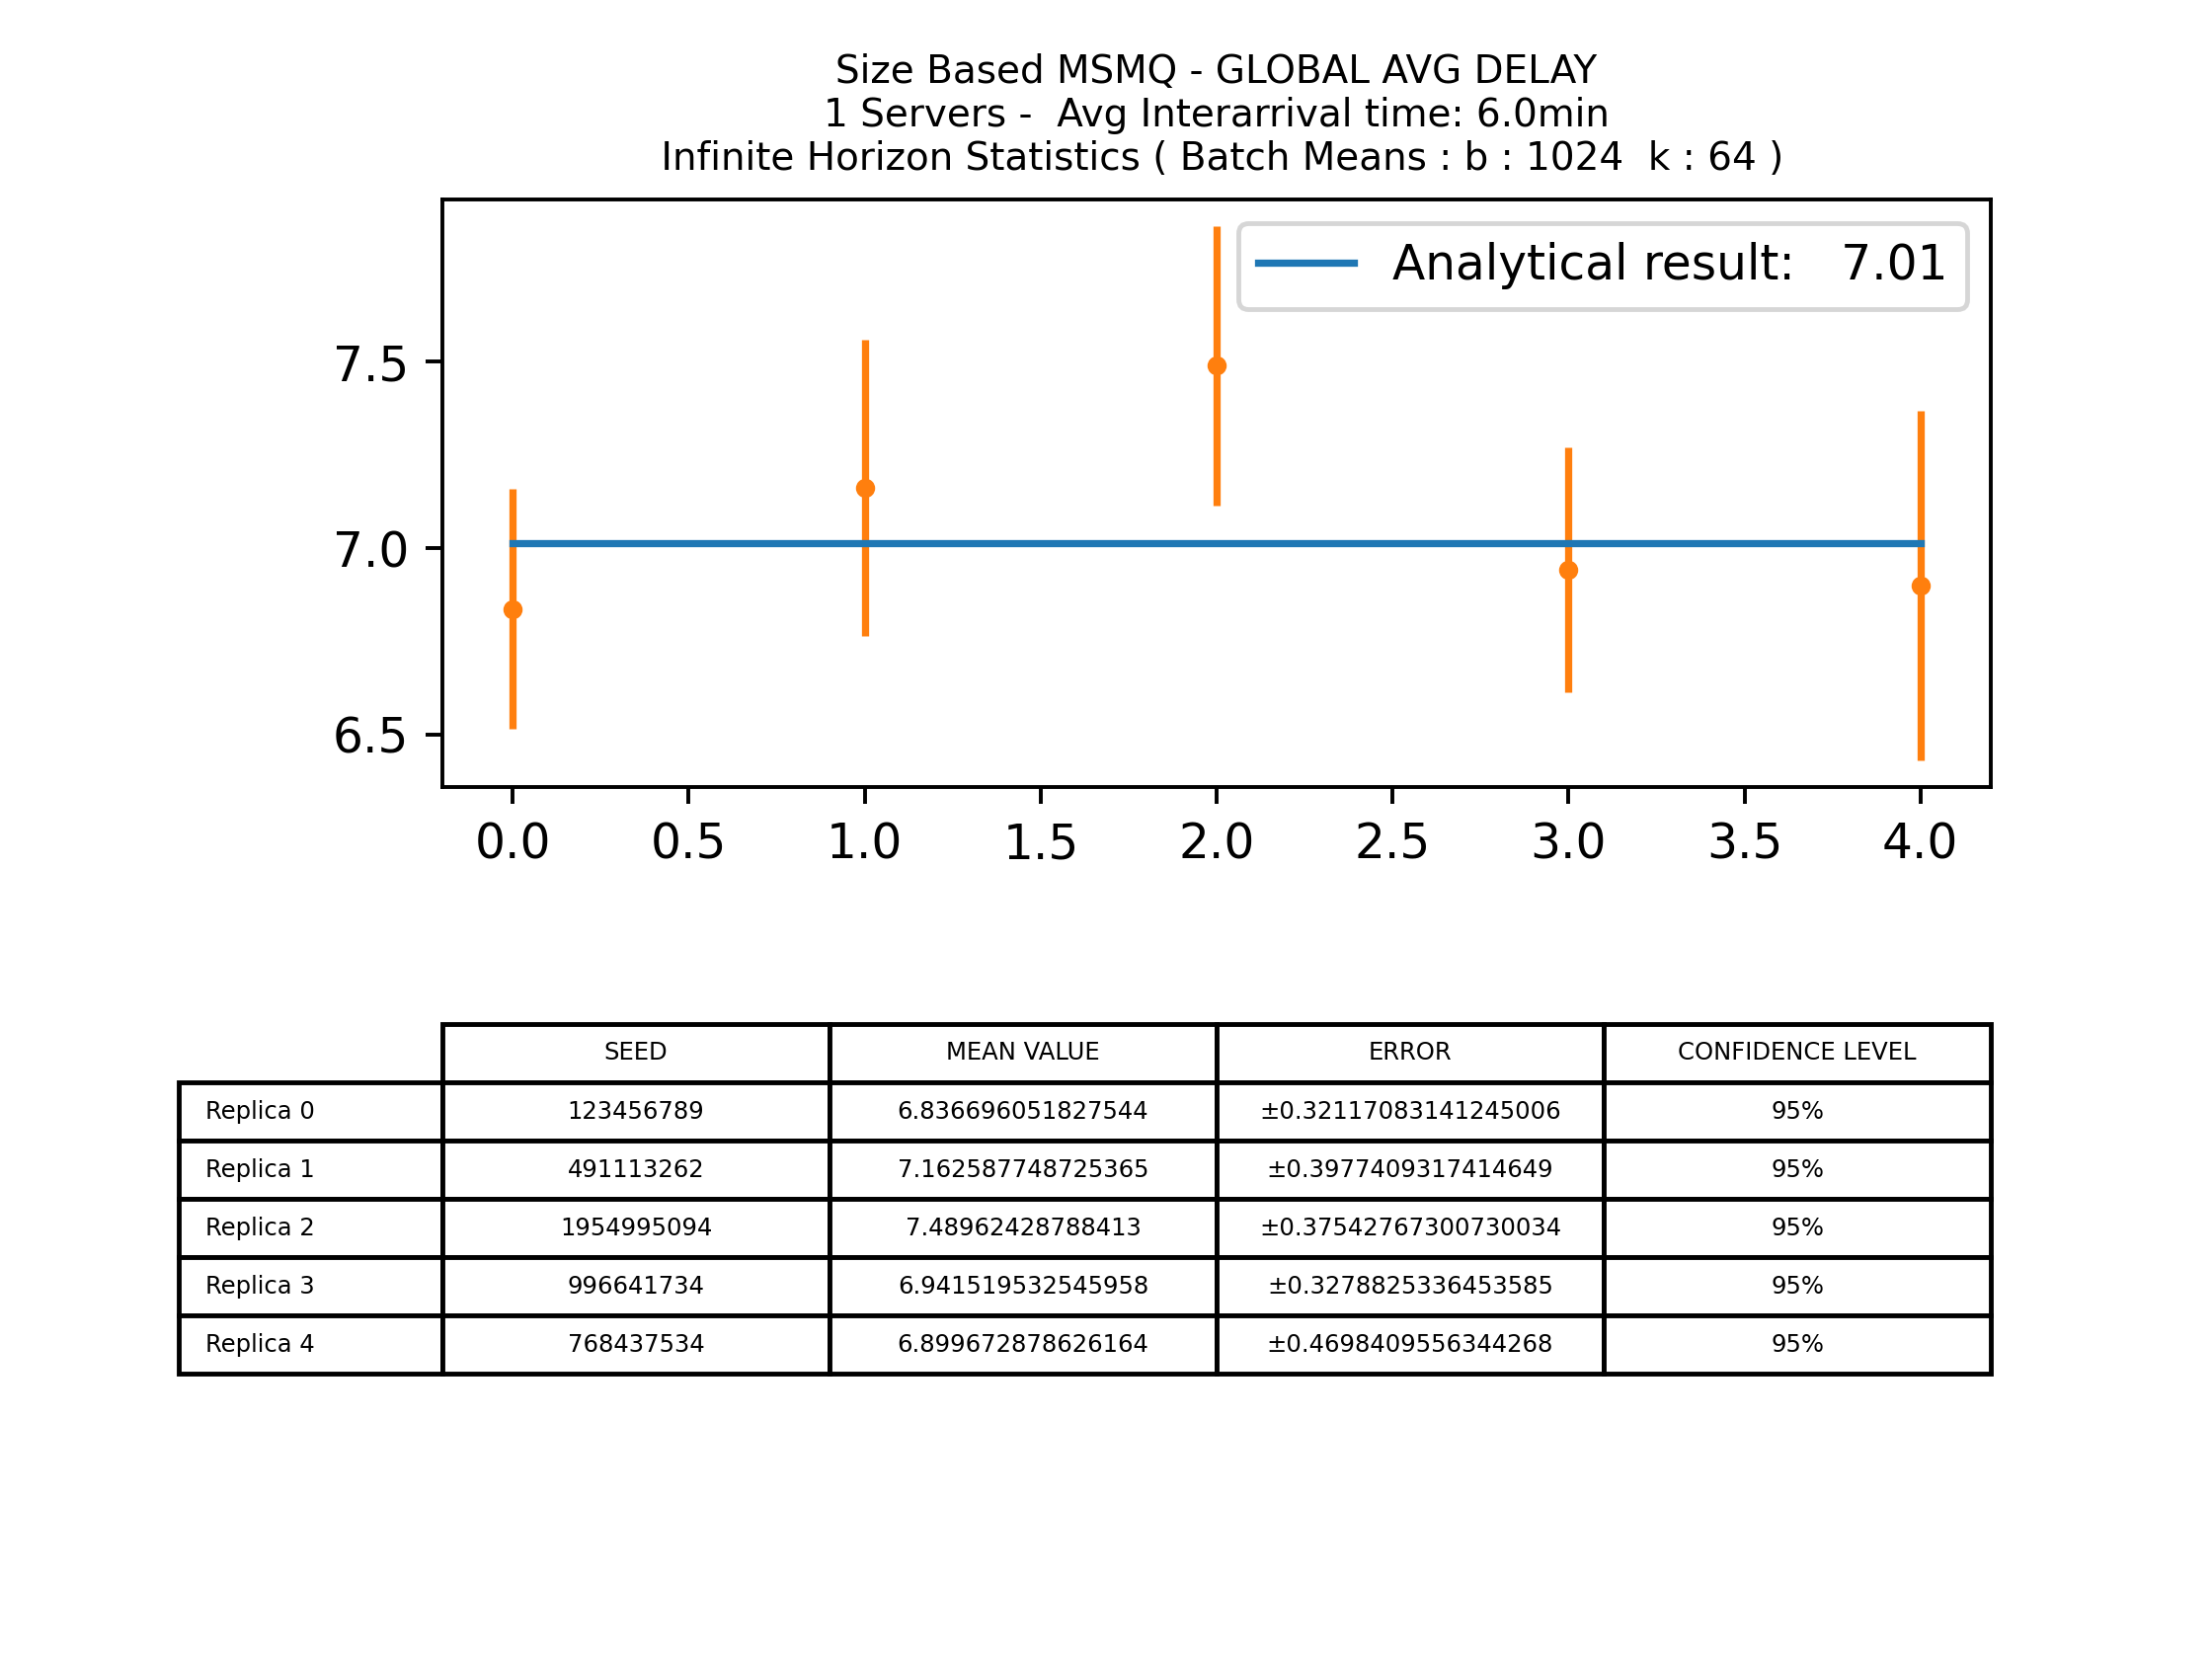 Size Based MSMQ - GLOBAL AVG DELAY
1 Servers -  Avg Interarrival time: 6.0min
Infinite Horizon Statistics ( Batch Means : b : 1024  k : 64 )
Analytical result:   7.01
7.5
7.0
6.5
0.0 0.5 1.0 1.5 2.0 2.5 3.0 3.5 4.0
SEED MEAN VALUE ERROR CONFIDENCE LEVEL
Replica 0 123456789 6.836696051827544 ±0.32117083141245006 95%
Replica 1 491113262 7.162587748725365 ±0.3977409317414649 95%
Replica 2 1954995094 7.48962428788413 ±0.37542767300730034 95%
Replica 3 996641734 6.941519532545958 ±0.3278825336453585 95%
Replica 4 768437534 6.899672878626164 ±0.4698409556344268 95%